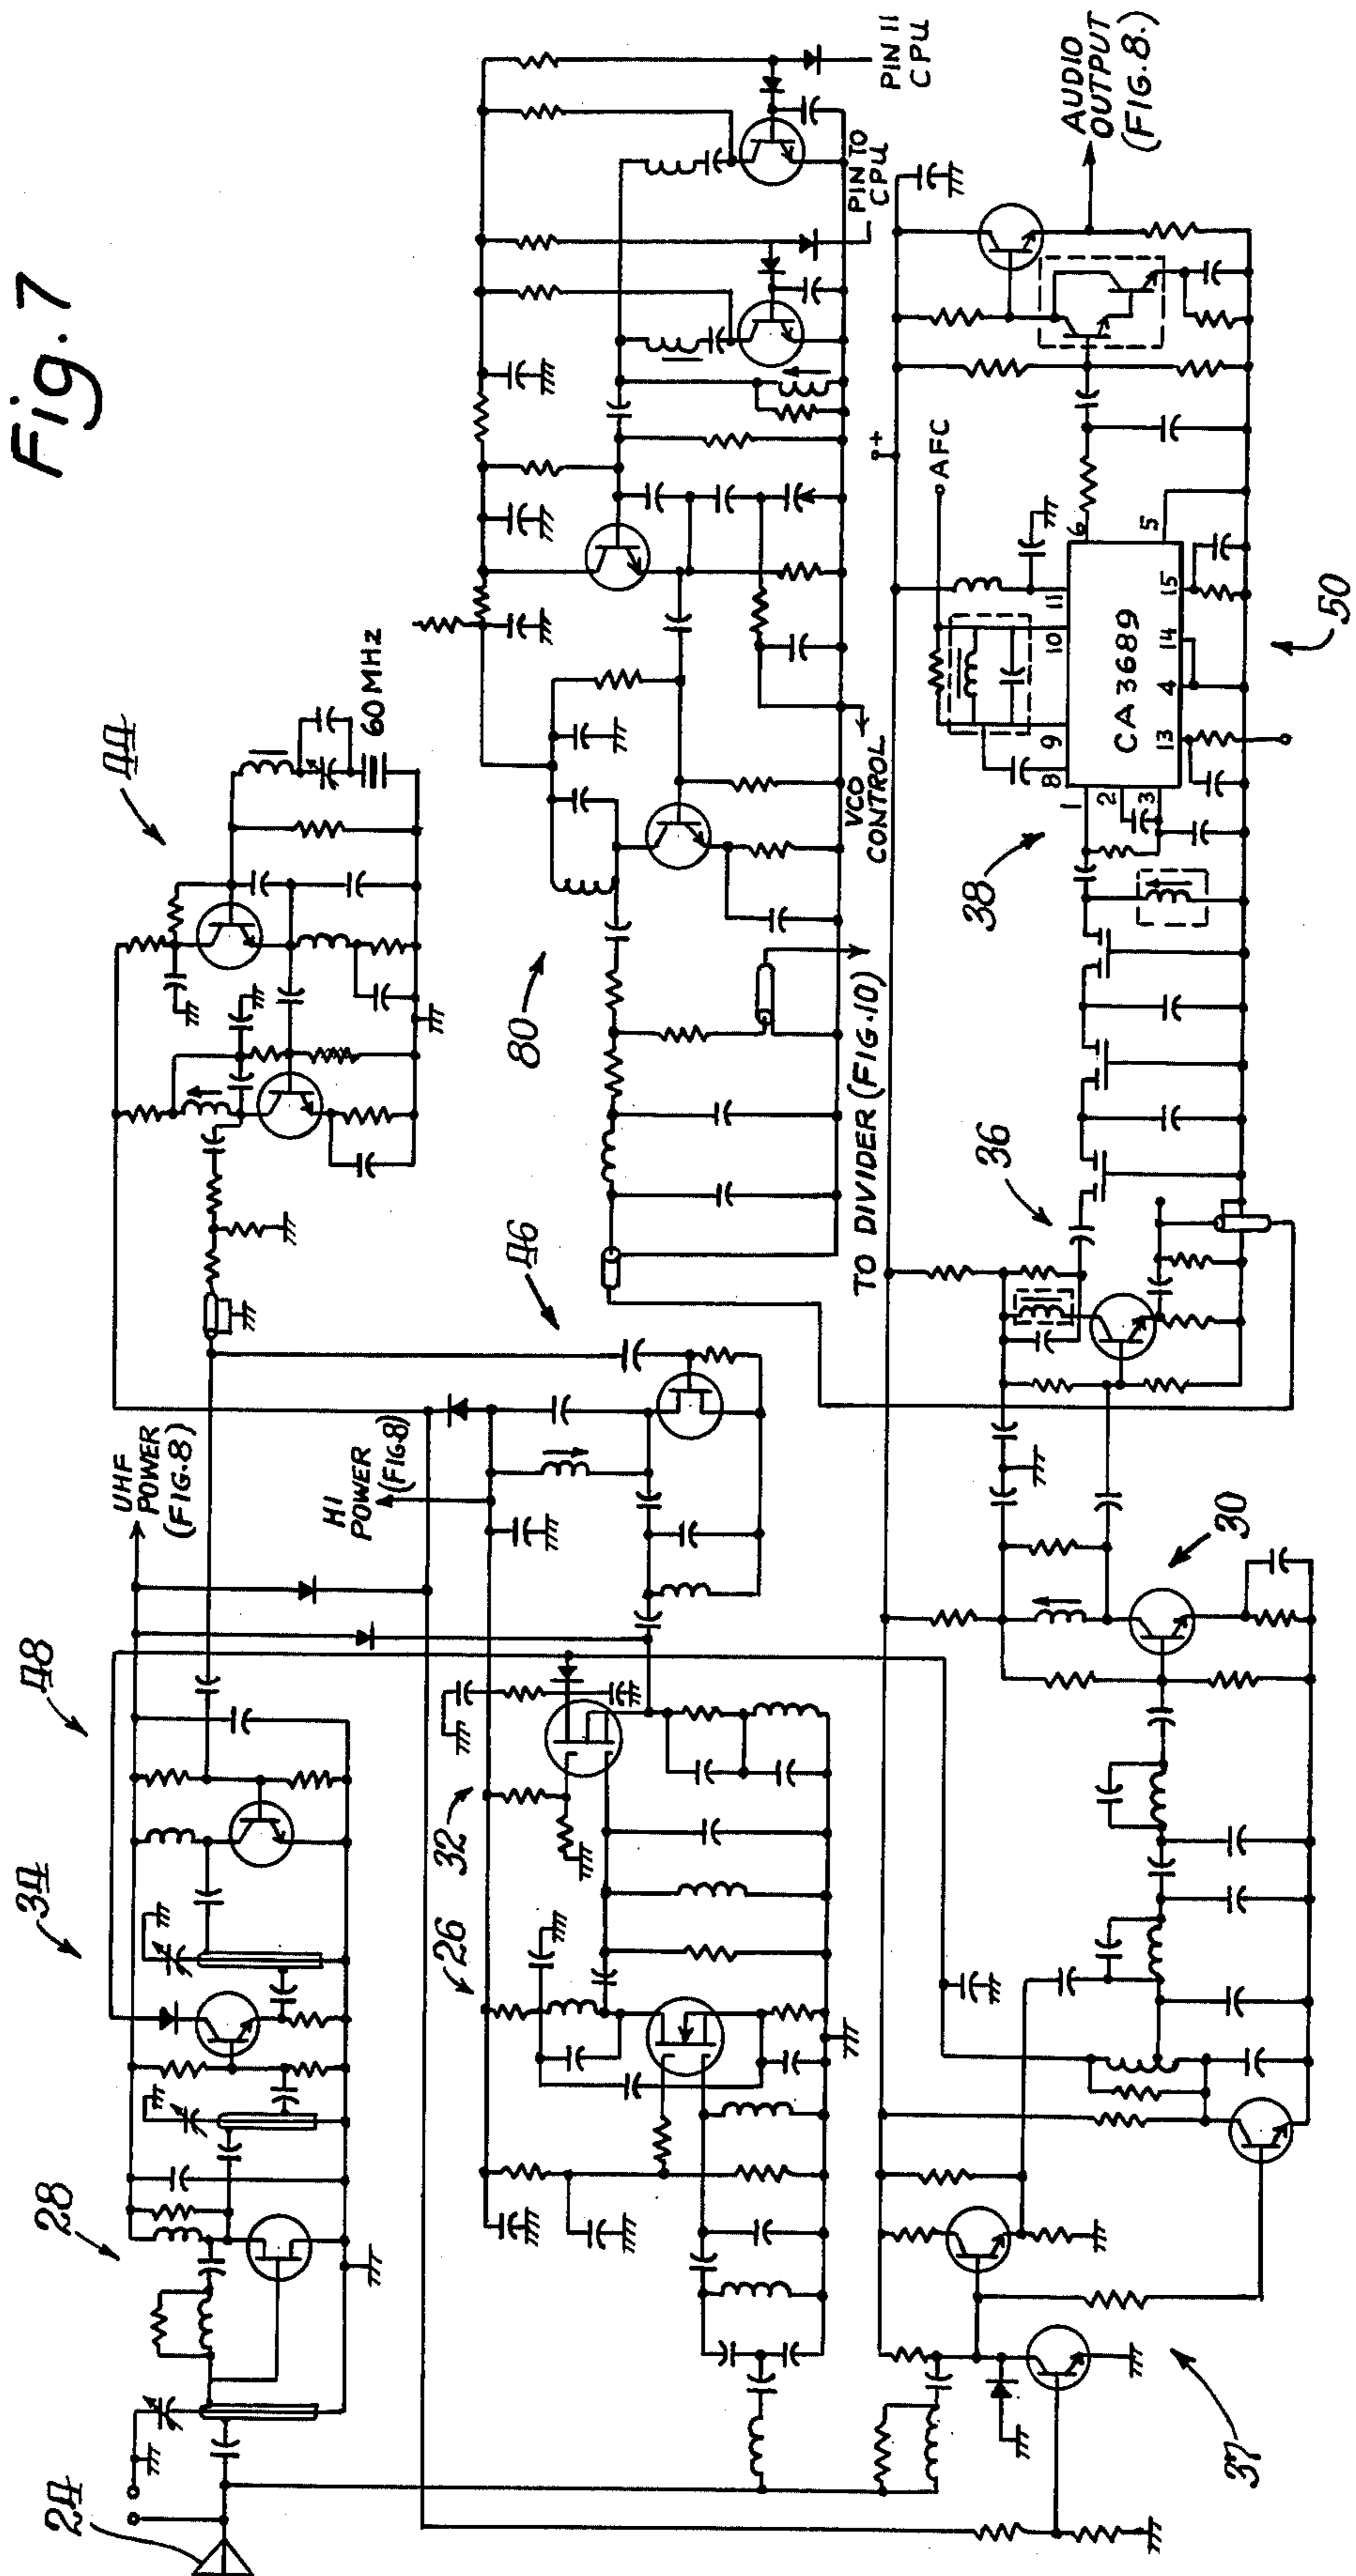 Fig. 7
24
28
34
48
44
60 MHz
UHF
POWER
(FIG. 8)
HI
POWER
(FIG.8)
26
32
46
80
VCO
CONTROL
PIN TO
CPU
PIN 11
CPU
TO DIVIDER (FIG.10)
37
30
36
38
+
AFC
1
2
3
8
9
10
11
6
5
CA3689
13
4
14
15
50
AUDIO
OUTPUT
(FIG. 8.)